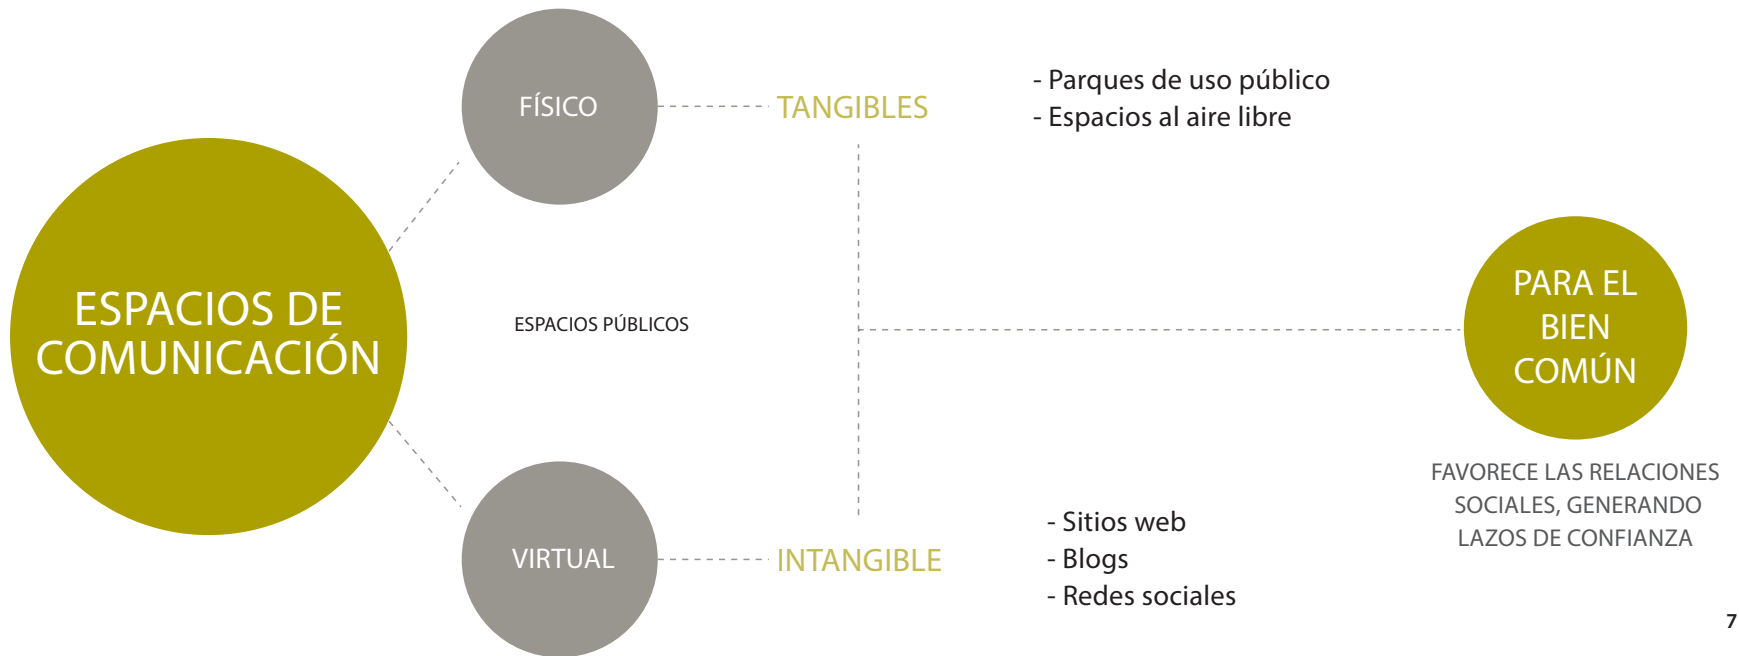 ESPACIOS DE
COMUNICACIÓN
FÍSICO
TANGIBLES
- Parques de uso público
- Espacios al aire libre
ESPACIOS PÚBLICOS
VIRTUAL
INTANGIBLE
- Sitios web
- Blogs
- Redes sociales
PARA EL
BIEN
COMÚN
FAVORECE LAS RELACIONES
SOCIALES, GENERANDO
LAZOS DE CONFIANZA
7